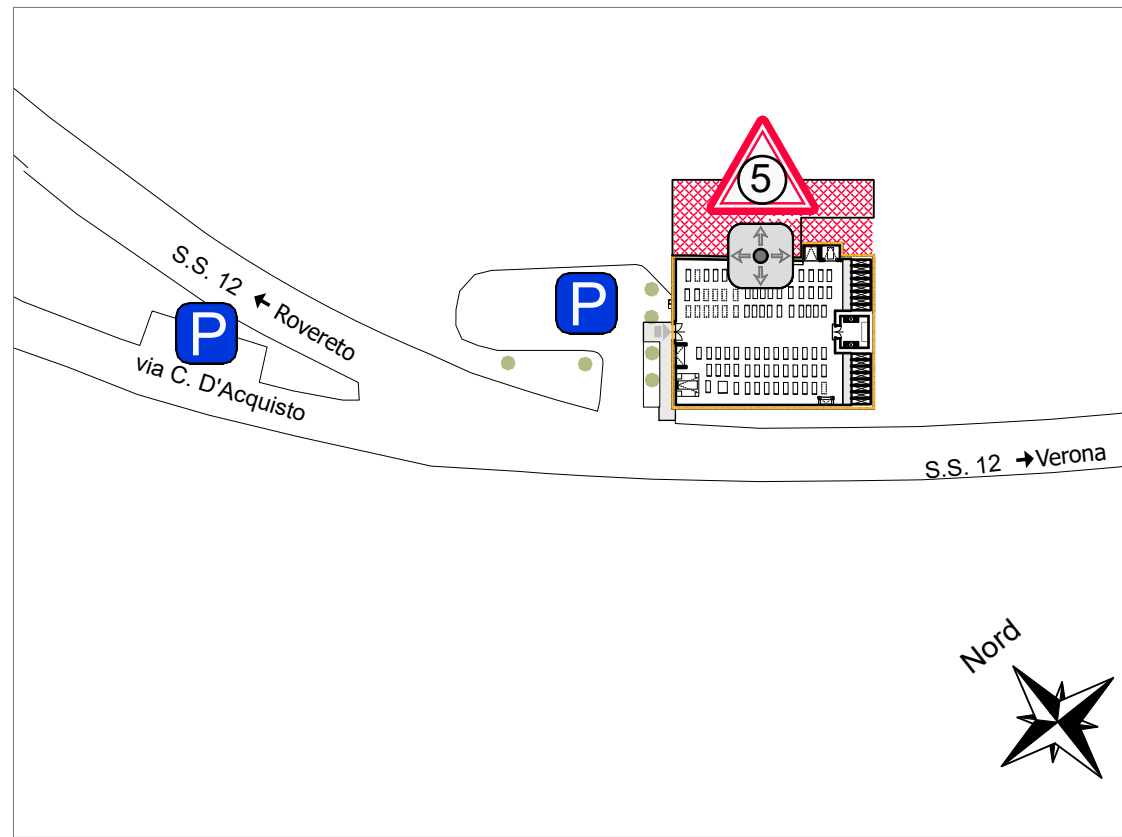 5
P
P
S.S. 12 ← Rovereto
via C. D'Acquisto
S.S. 12 → Verona
Nord